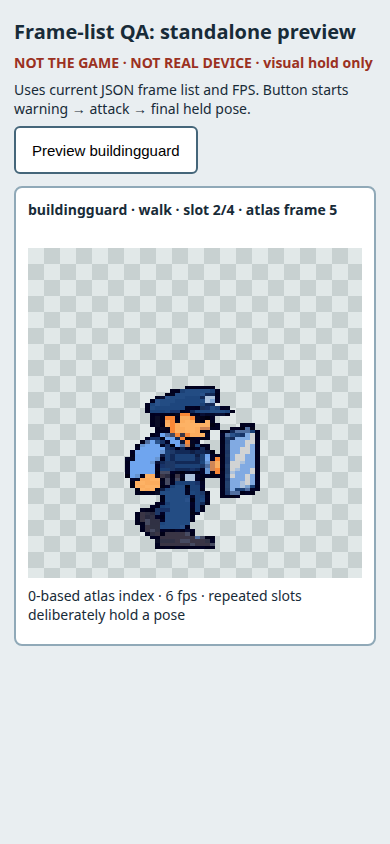 Frame-list QA: standalone preview
NOT THE GAME · NOT REAL DEVICE · visual hold only
Uses current JSON frame list and FPS. Button starts
warning → attack → final held pose.
Preview buildingguard
buildingguard · walk · slot 2/4 · atlas frame 5
0-based atlas index · 6 fps · repeated slots
deliberately hold a pose